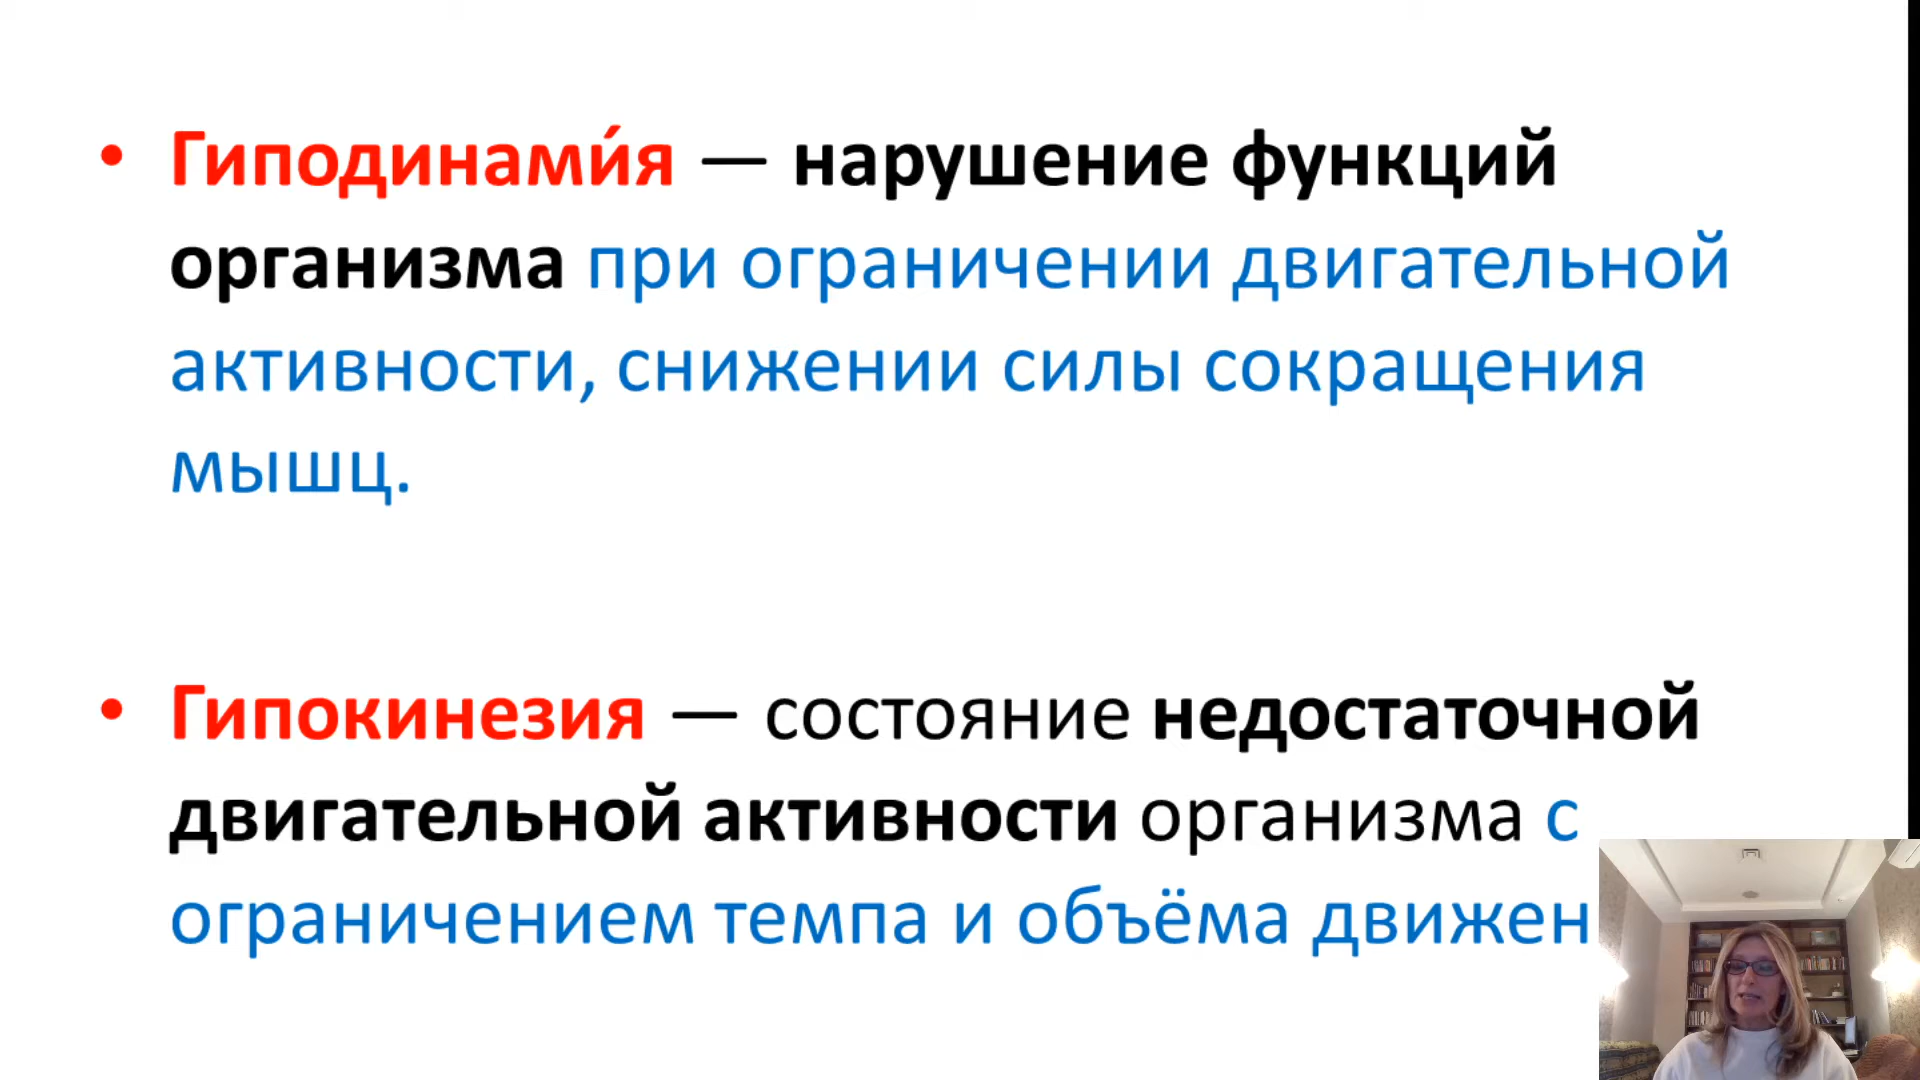 • Гиподинами́я — нарушение функций
организма при ограничении двигательной
активности, снижении силы сокращения
мышц.
• Гипокинезия — состояние недостаточной
двигательной активности организма с
ограничением темпа и объёма движен